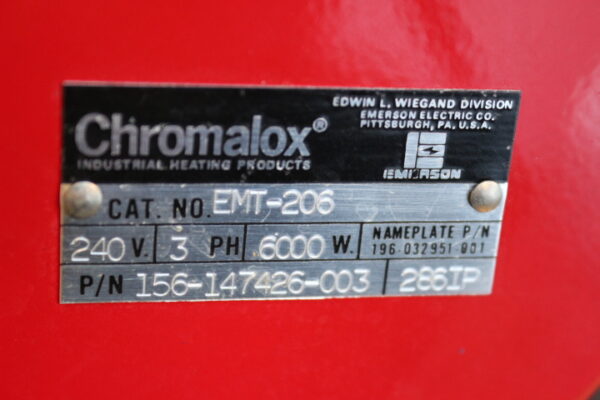 EDWIN L. WIEGAND DIVISION
EMERSON ELECTRIC CO.
PITTSBURGH, PA. U.S.A.
Chromalox®
INDUSTRIAL HEATING PRODUCTS
EMERSON
CAT. NO. EMT-206
240 V. 3 PH 6000 W. NAMEPLATE P/N
196-032951-001
P/N 156-147426-003 286IP